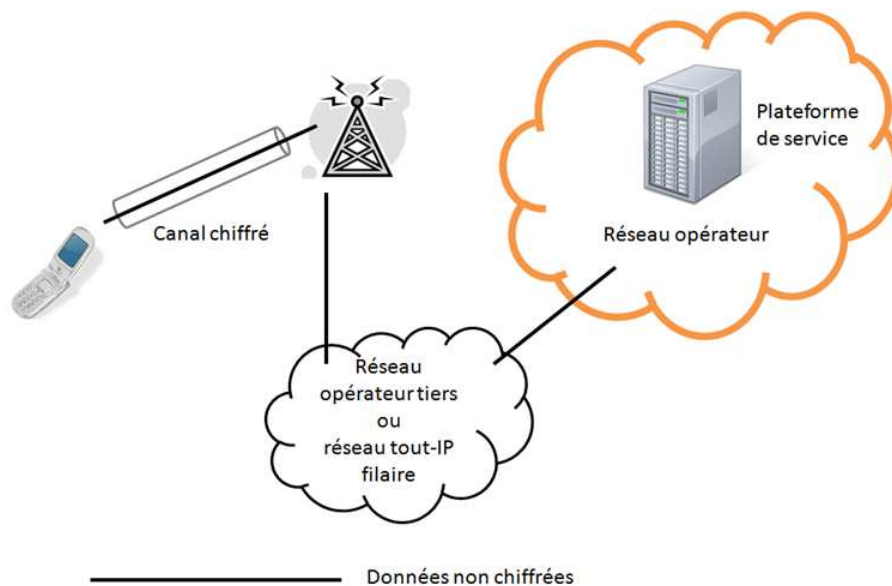 Plateforme
de service
Canal chiffré
Réseau opérateur
Réseau
opérateur tiers
ou
réseau tout-IP
filaire
Données non chiffrées